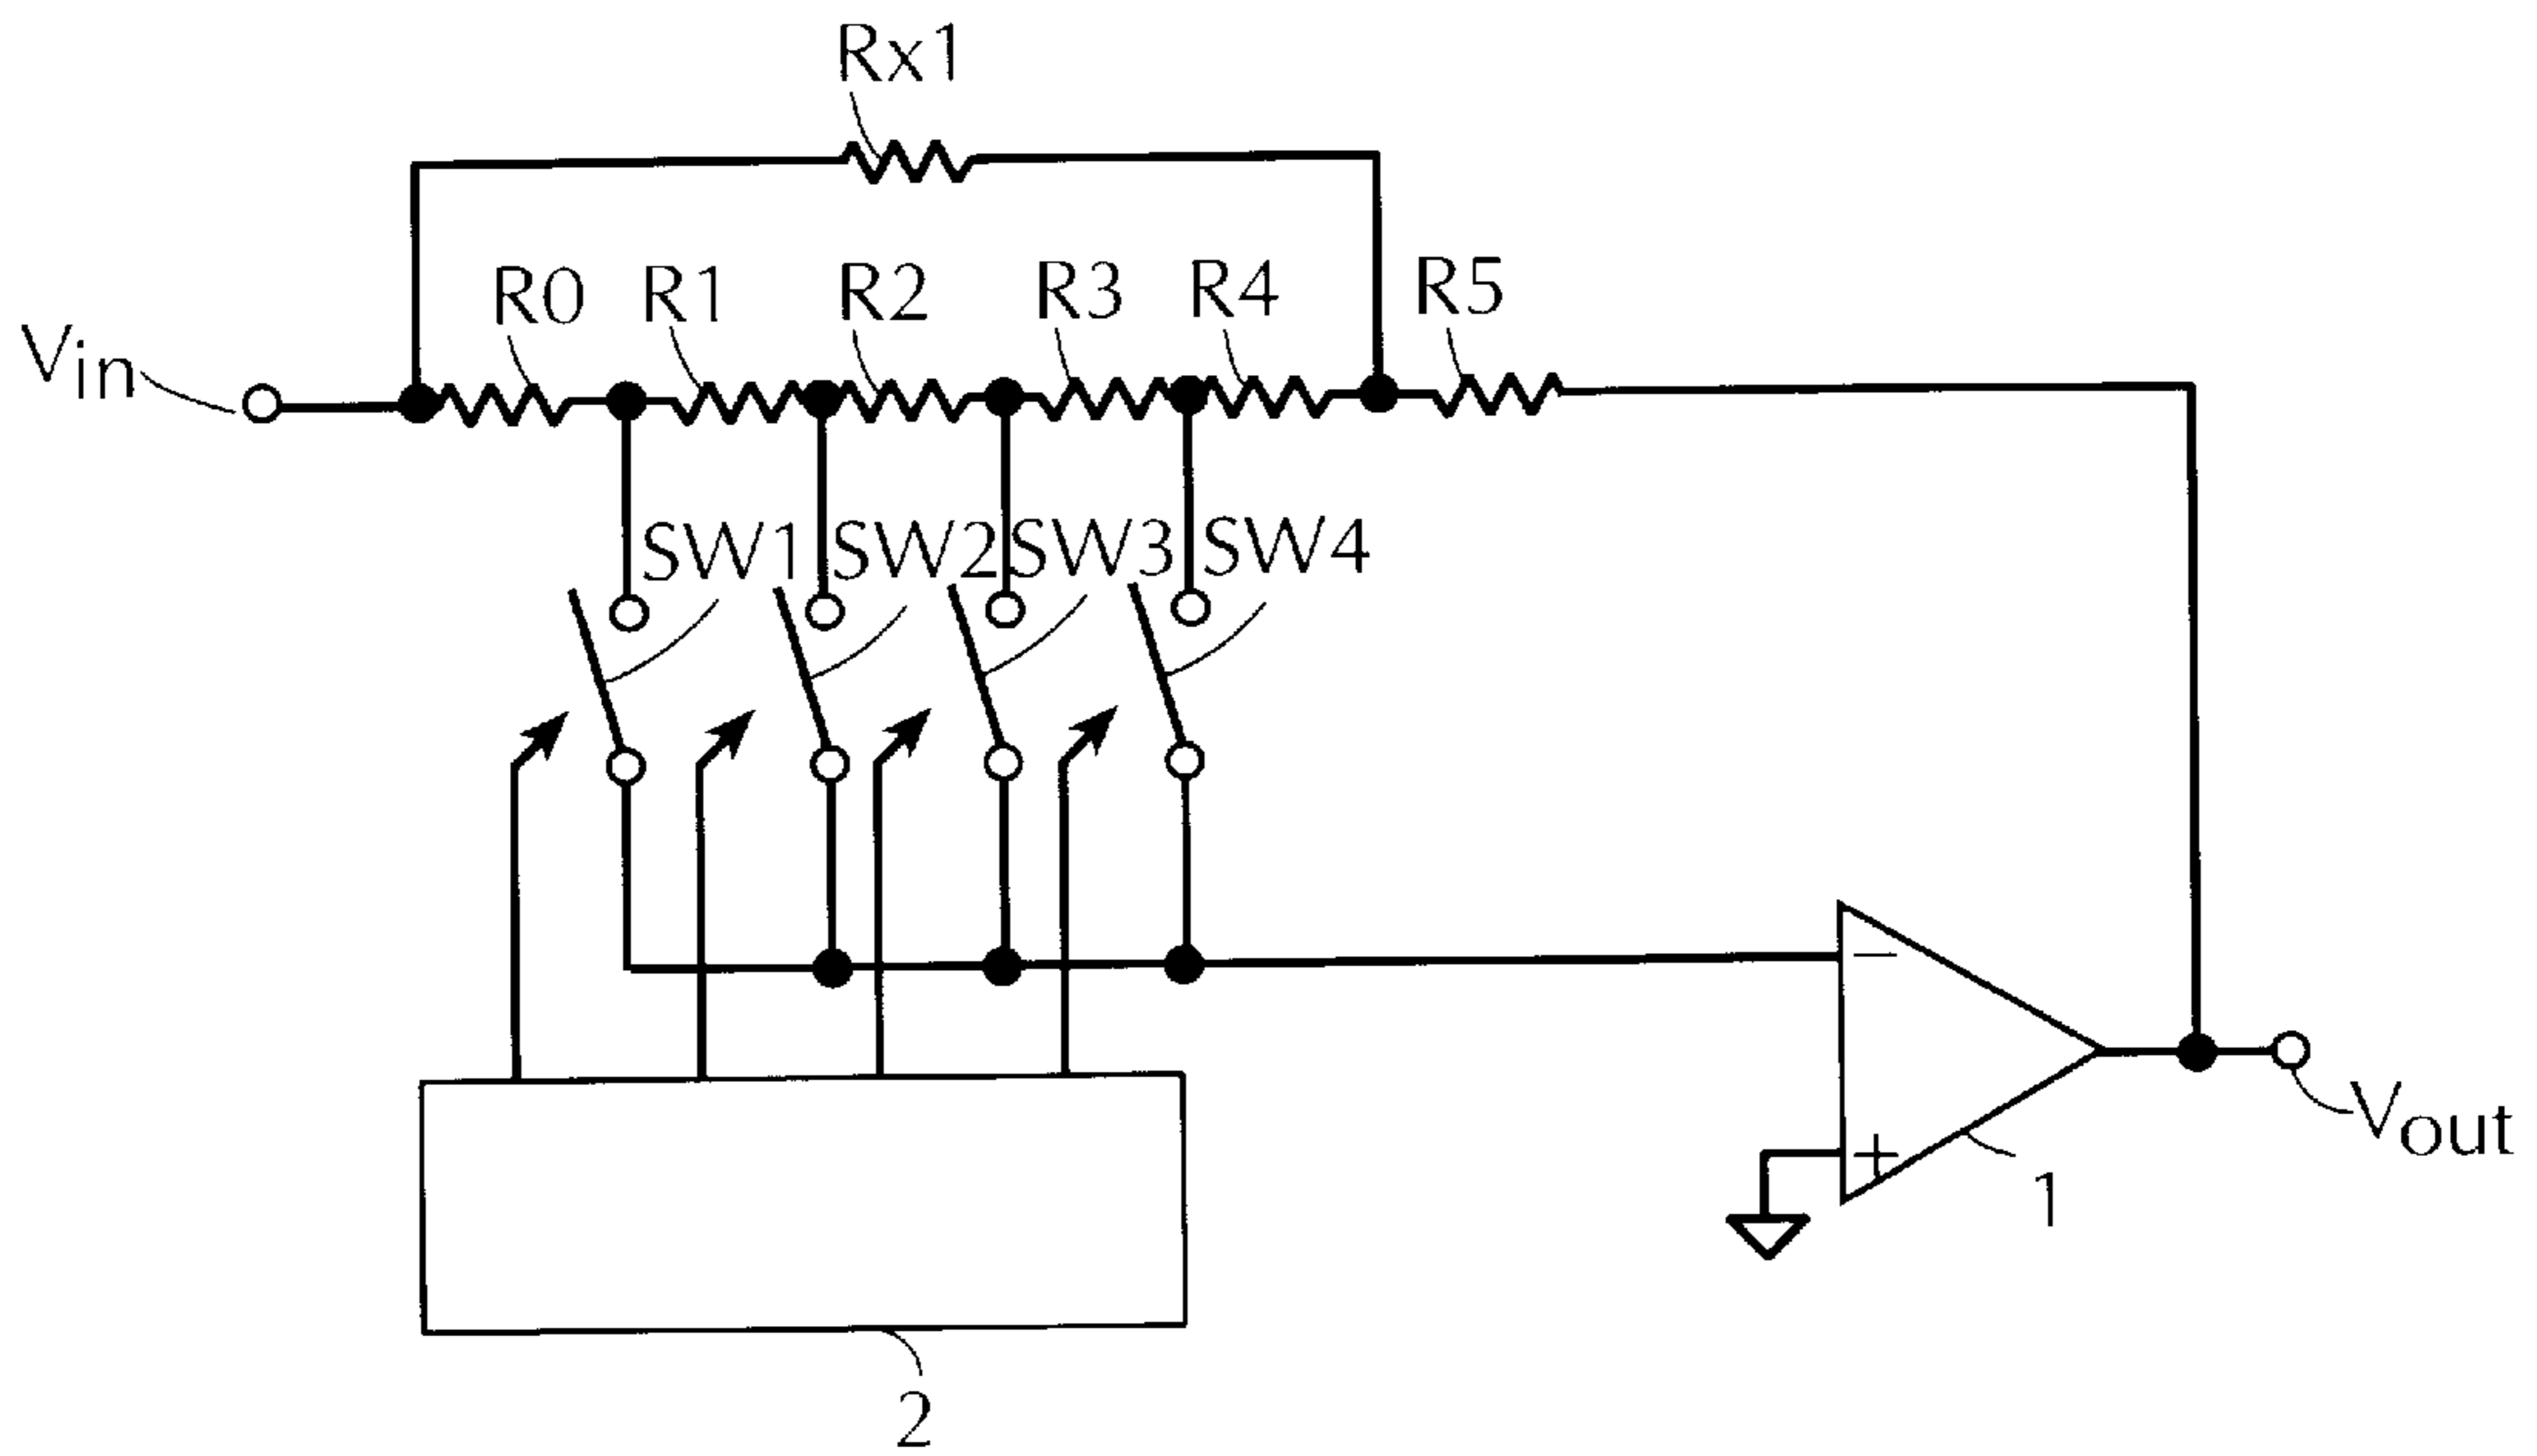 Rx1
R0 R1 R2 R3 R4 R5
Vin
SW1 SW2 SW3 SW4
−
+
1
Vout
2